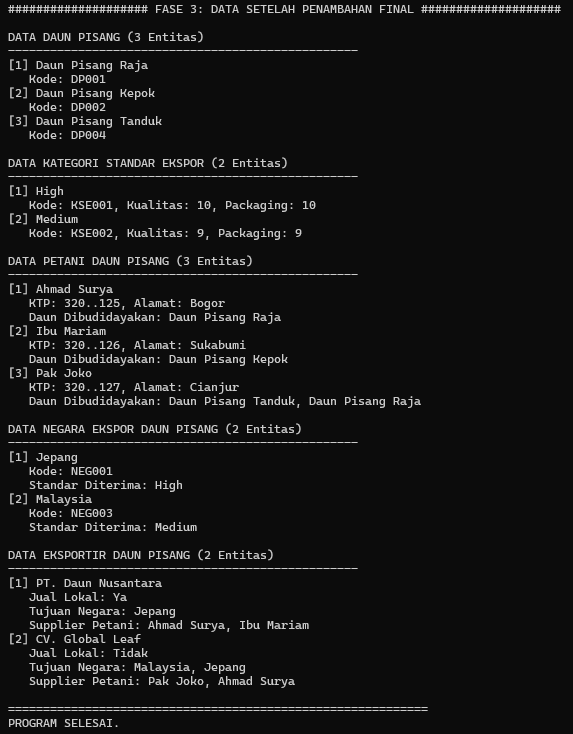 #################### FASE 3: DATA SETELAH PENAMBAHAN FINAL ####################
DATA DAUN PISANG (3 Entitas)
--------------------------------------------------
[1] Daun Pisang Raja
Kode: DP001
[2] Daun Pisang Kepok
Kode: DP002
[3] Daun Pisang Tanduk
Kode: DP004
DATA KATEGORI STANDAR EKSPOR (2 Entitas)
--------------------------------------------------
[1] High
Kode: KSE001, Kualitas: 10, Packaging: 10
[2] Medium
Kode: KSE002, Kualitas: 9, Packaging: 9
DATA PETANI DAUN PISANG (3 Entitas)
--------------------------------------------------
[1] Ahmad Surya
KTP: 320..125, Alamat: Bogor
Daun Dibudidayakan: Daun Pisang Raja
[2] Ibu Mariam
KTP: 320..126, Alamat: Sukabumi
Daun Dibudidayakan: Daun Pisang Kepok
[3] Pak Joko
KTP: 320..127, Alamat: Cianjur
Daun Dibudidayakan: Daun Pisang Tanduk, Daun Pisang Raja
DATA NEGARA EKSPOR DAUN PISANG (2 Entitas)
--------------------------------------------------
[1] Jepang
Kode: NEG001
Standar Diterima: High
[2] Malaysia
Kode: NEG003
Standar Diterima: Medium
DATA EKSPORTIR DAUN PISANG (2 Entitas)
--------------------------------------------------
[1] PT. Daun Nusantara
Jual Lokal: Ya
Tujuan Negara: Jepang
Supplier Petani: Ahmad Surya, Ibu Mariam
[2] CV. Global Leaf
Jual Lokal: Tidak
Tujuan Negara: Malaysia, Jepang
Supplier Petani: Pak Joko, Ahmad Surya
============================================================
PROGRAM SELESAI.